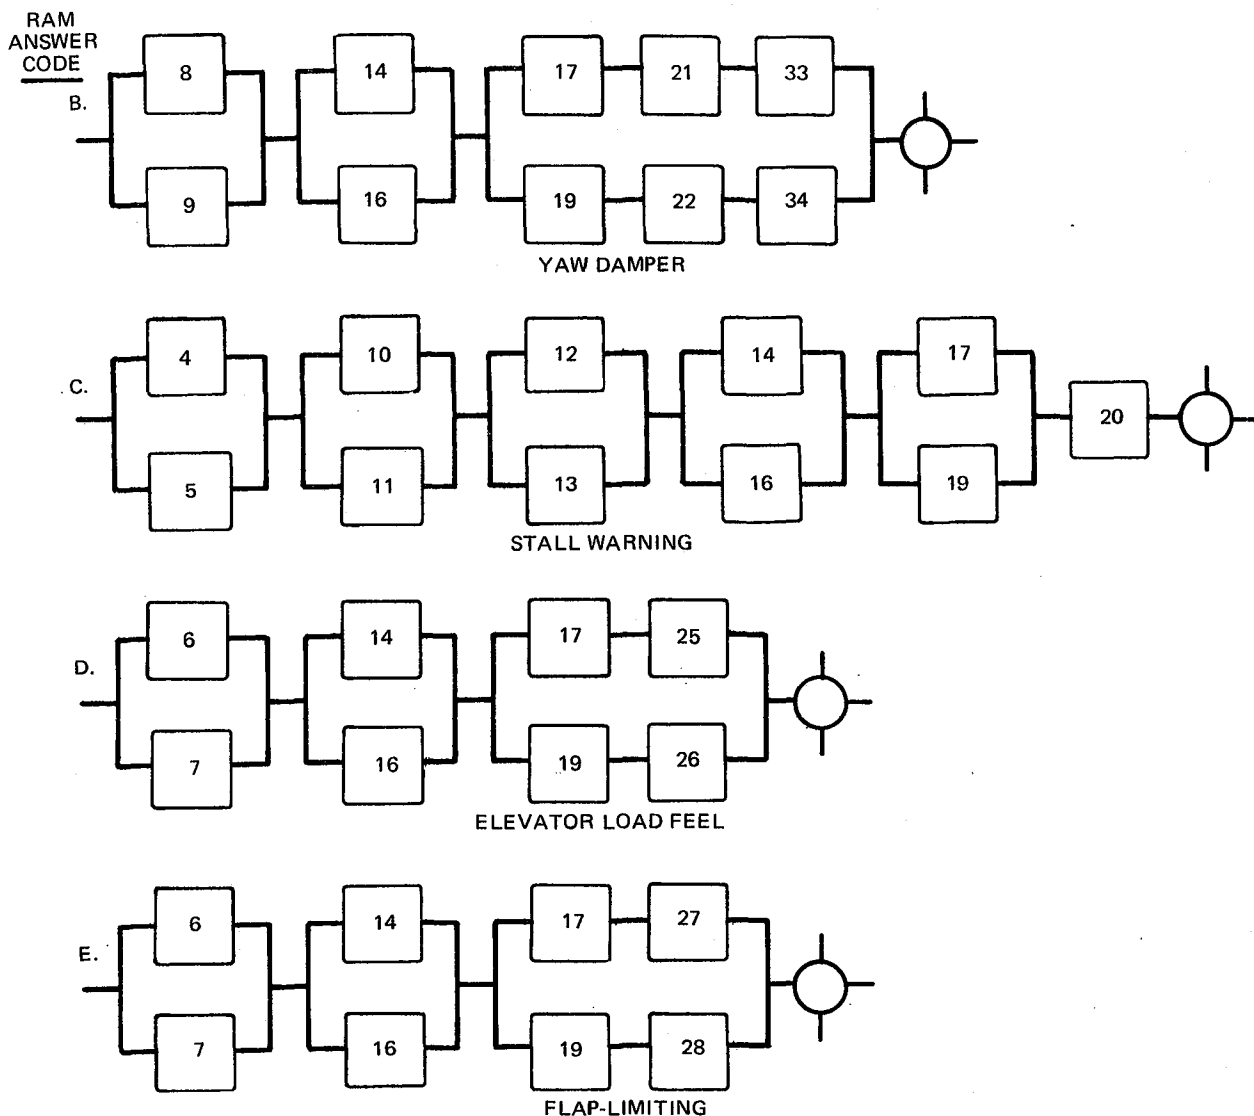 RAM
ANSWER
CODE
B.
8
14
17 21 33
9
16
19 22 34
YAW DAMPER
C.
4
10
12
14
17
20
5
11
13
16
19
STALL WARNING
D.
6
14
17 25
7
16
19 26
ELEVATOR LOAD FEEL
E.
6
14
17 27
7
16
19 28
FLAP-LIMITING